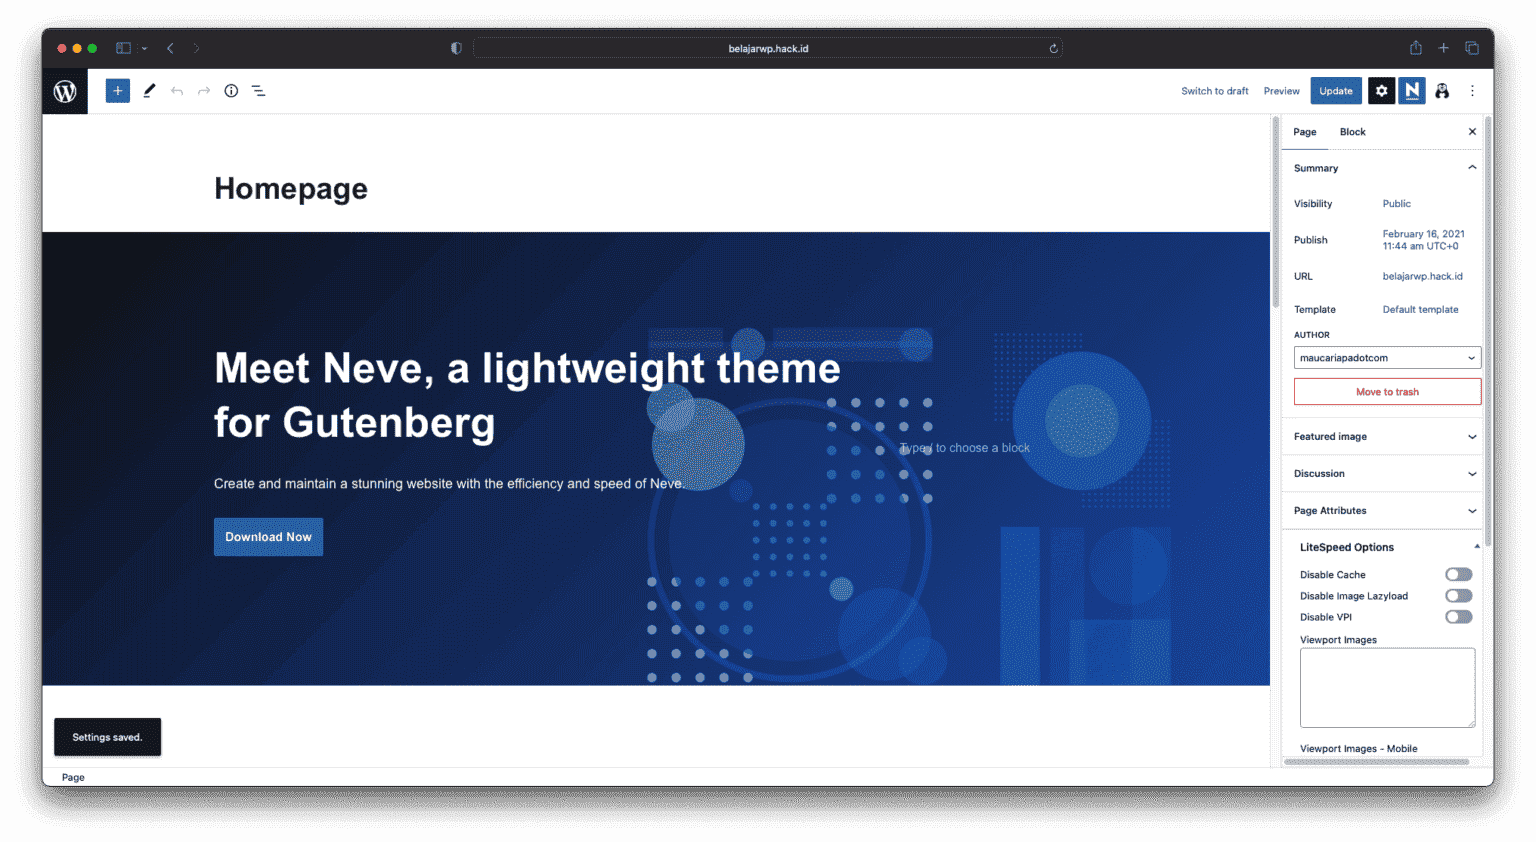 belajarwp.hack.id
Switch to draft
Preview
Update
N
Page
Block
Homepage
Meet Neve, a lightweight theme
for Gutenberg
Create and maintain a stunning website with the efficiency and speed of Neve.
Download Now
Type / to choose a block
Summary
Visibility
Public
Publish
February 16, 2021
11:44 am UTC+0
URL
belajarwp.hack.id
Template
Default template
AUTHOR
maucariapadotcom
Move to trash
Featured image
Discussion
Page Attributes
LiteSpeed Options
Disable Cache
Disable Image Lazyload
Disable VPI
Viewport Images
Viewport Images - Mobile
Settings saved.
Page